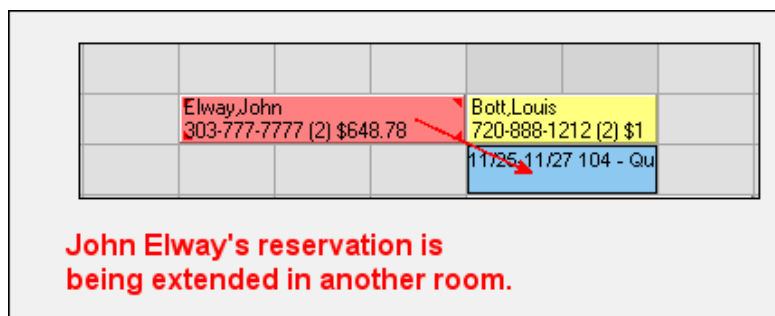 Elway,John
303-777-7777 (2) $648.78
Bott,Louis
720-888-1212 (2) $1
11/25-11/27 104 - Qu
John Elway's reservation is
being extended in another room.